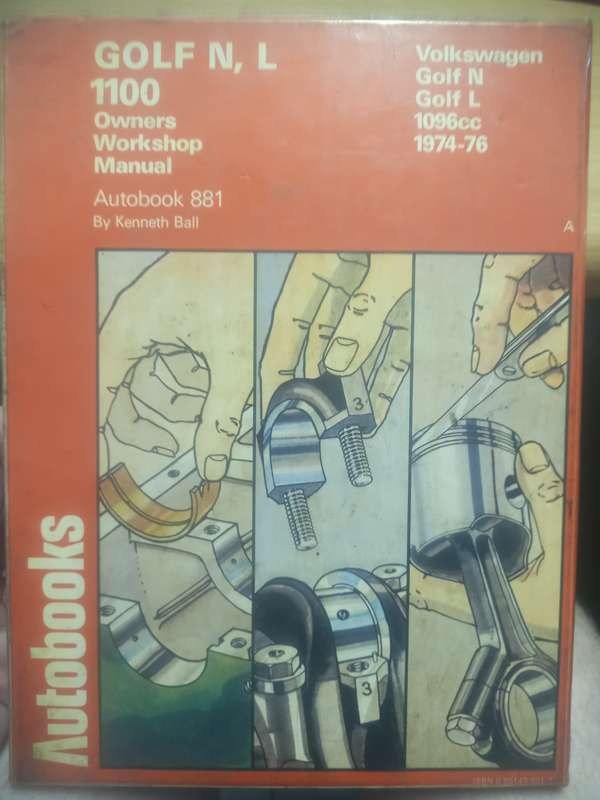 GOLF N, L
1100
Owners
Workshop
Manual
Autobook 881
By Kenneth Ball
Volkswagen
Golf N
Golf L
1096cc
1974-76
A
3
3
Autobooks